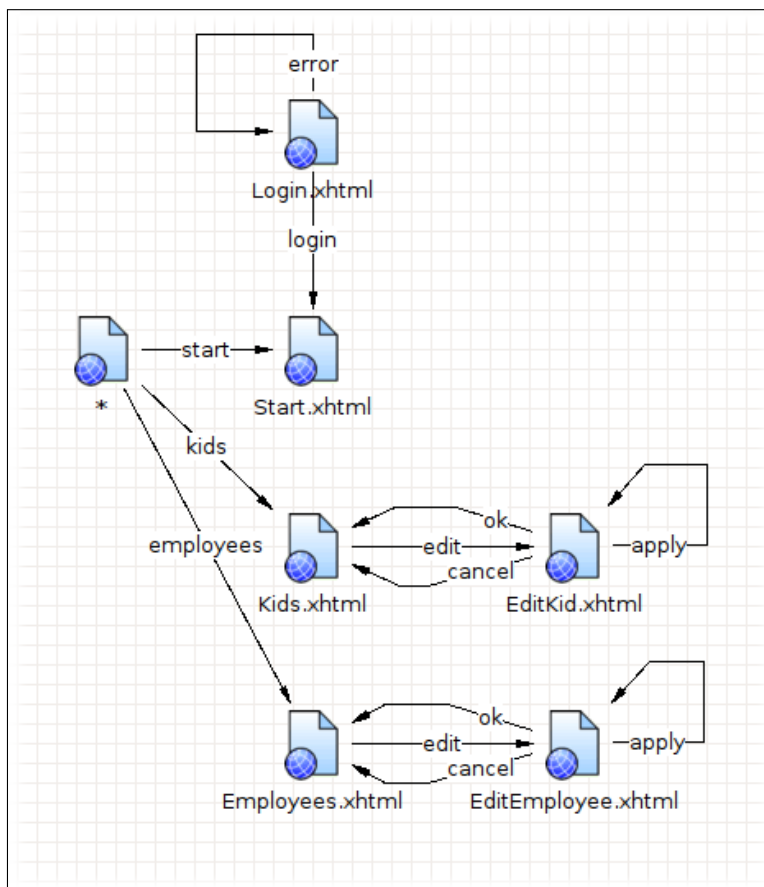 error
Login.xhtml
login
start
*
Start.xhtml
kids
employees
ok
edit
cancel
apply
Kids.xhtml
EditKid.xhtml
ok
edit
cancel
apply
Employees.xhtml
EditEmployee.xhtml